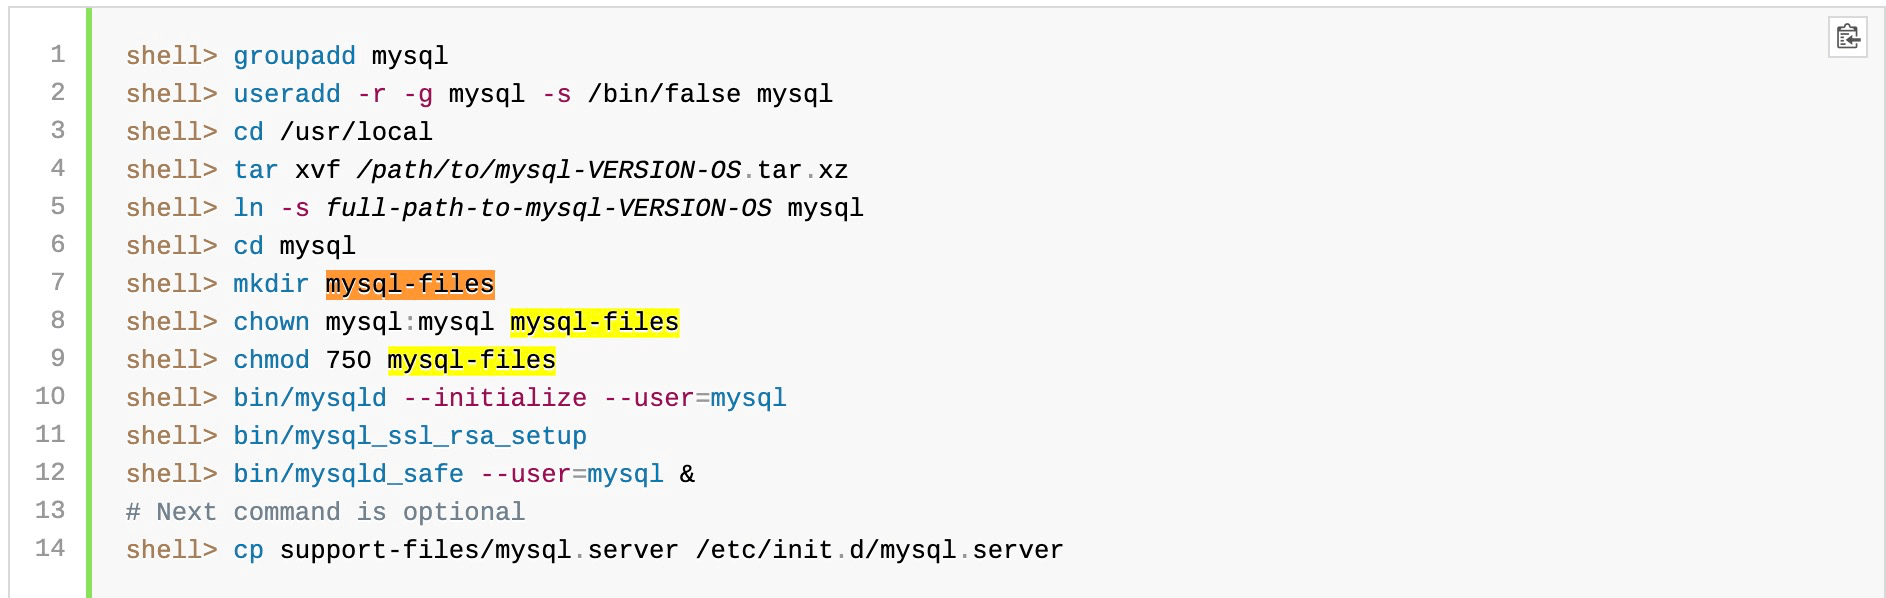 1 shell> groupadd mysql
2 shell> useradd -r -g mysql -s /bin/false mysql
3 shell> cd /usr/local
4 shell> tar xvf /path/to/mysql-VERSION-OS.tar.xz
5 shell> ln -s full-path-to-mysql-VERSION-OS mysql
6 shell> cd mysql
7 shell> mkdir mysql-files
8 shell> chown mysql:mysql mysql-files
9 shell> chmod 750 mysql-files
10 shell> bin/mysqld --initialize --user=mysql
11 shell> bin/mysql_ssl_rsa_setup
12 shell> bin/mysqld_safe --user=mysql &
13 # Next command is optional
14 shell> cp support-files/mysql.server /etc/init.d/mysql.server